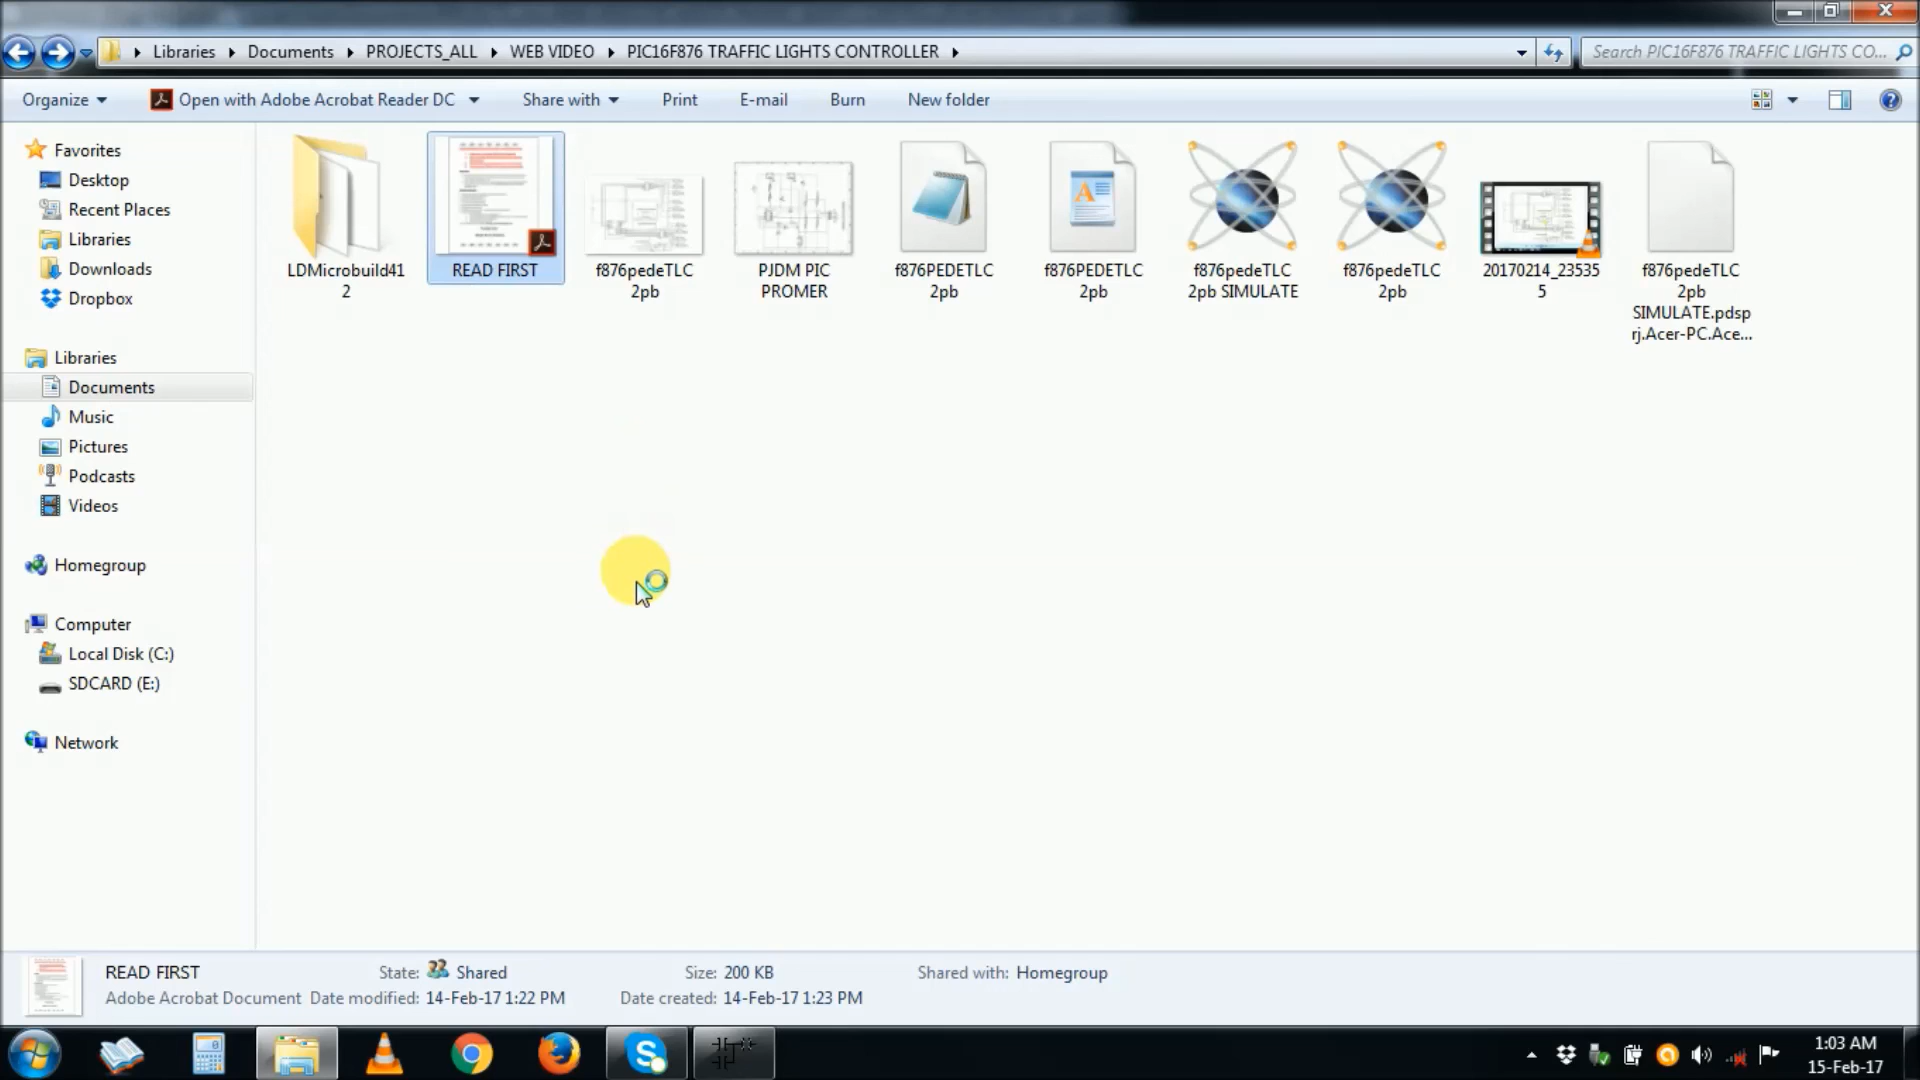 Libraries Documents PROJECTS_ALL WEB VIDEO PIC16F876 TRAFFIC LIGHTS CONTROLLER
Search PIC16F876 TRAFFIC LIGHTS CO...
Organize Open with Adobe Acrobat Reader DC Share with Print E-mail Burn New folder
Favorites
Desktop
Recent Places
Libraries
Downloads
Dropbox
Libraries
Documents
Music
Pictures
Podcasts
Videos
Homegroup
Computer
Local Disk (C:)
SDCARD (E:)
Network
LDMicrobuild41
2
READ FIRST
f876pedeTLC
2pb
PJDM PIC
PROMER
f876PEDETLC
2pb
f876PEDETLC
2pb
f876pedeTLC
2pb SIMULATE
f876pedeTLC
2pb
20170214_23535
5
f876pedeTLC
2pb
SIMULATE.pdsp
rj.Acer-PC.Ace...
READ FIRST State: Shared Size: 200 KB Shared with: Homegroup
Adobe Acrobat Document Date modified: 14-Feb-17 1:22 PM Date created: 14-Feb-17 1:23 PM
1:03 AM
15-Feb-17